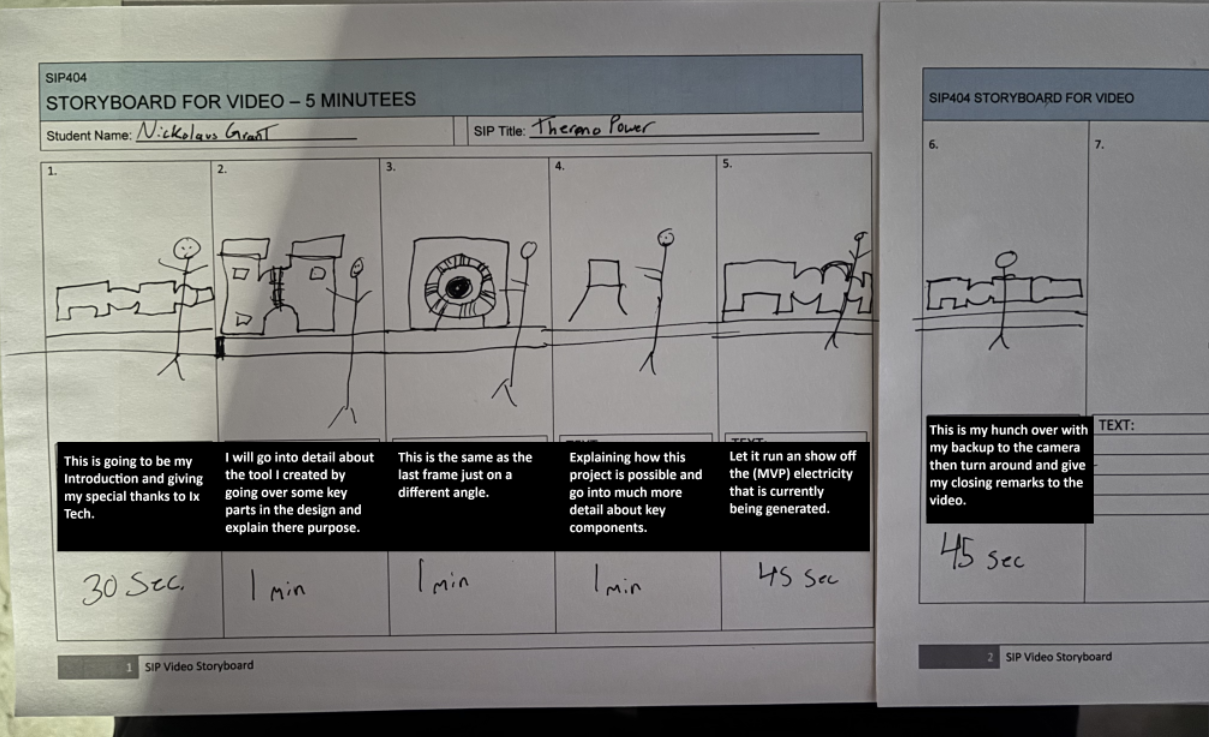 SIP404
STORYBOARD FOR VIDEO – 5 MINUTEES
Student Name: Nickolaus Grant
SIP Title: Thermo Power
1.
2.
3.
4.
5.
This is going to be my
Introduction and giving
my special thanks to Ix
Tech.
I will go into detail about
the tool I created by
going over some key
parts in the design and
explain there purpose.
This is the same as the
last frame just on a
different angle.
Explaining how this
project is possible and
go into much more
detail about key
components.
Let it run an show off
the (MVP) electricity
that is currently
being generated.
30 Sec.
1 min
1 min
1 min
45 Sec
1 SIP Video Storyboard
SIP404 STORYBOARD FOR VIDEO
6.
7.
This is my hunch over with
my backup to the camera
then turn around and give
my closing remarks to the
video.
TEXT:
45 Sec
2 SIP Video Storyboard